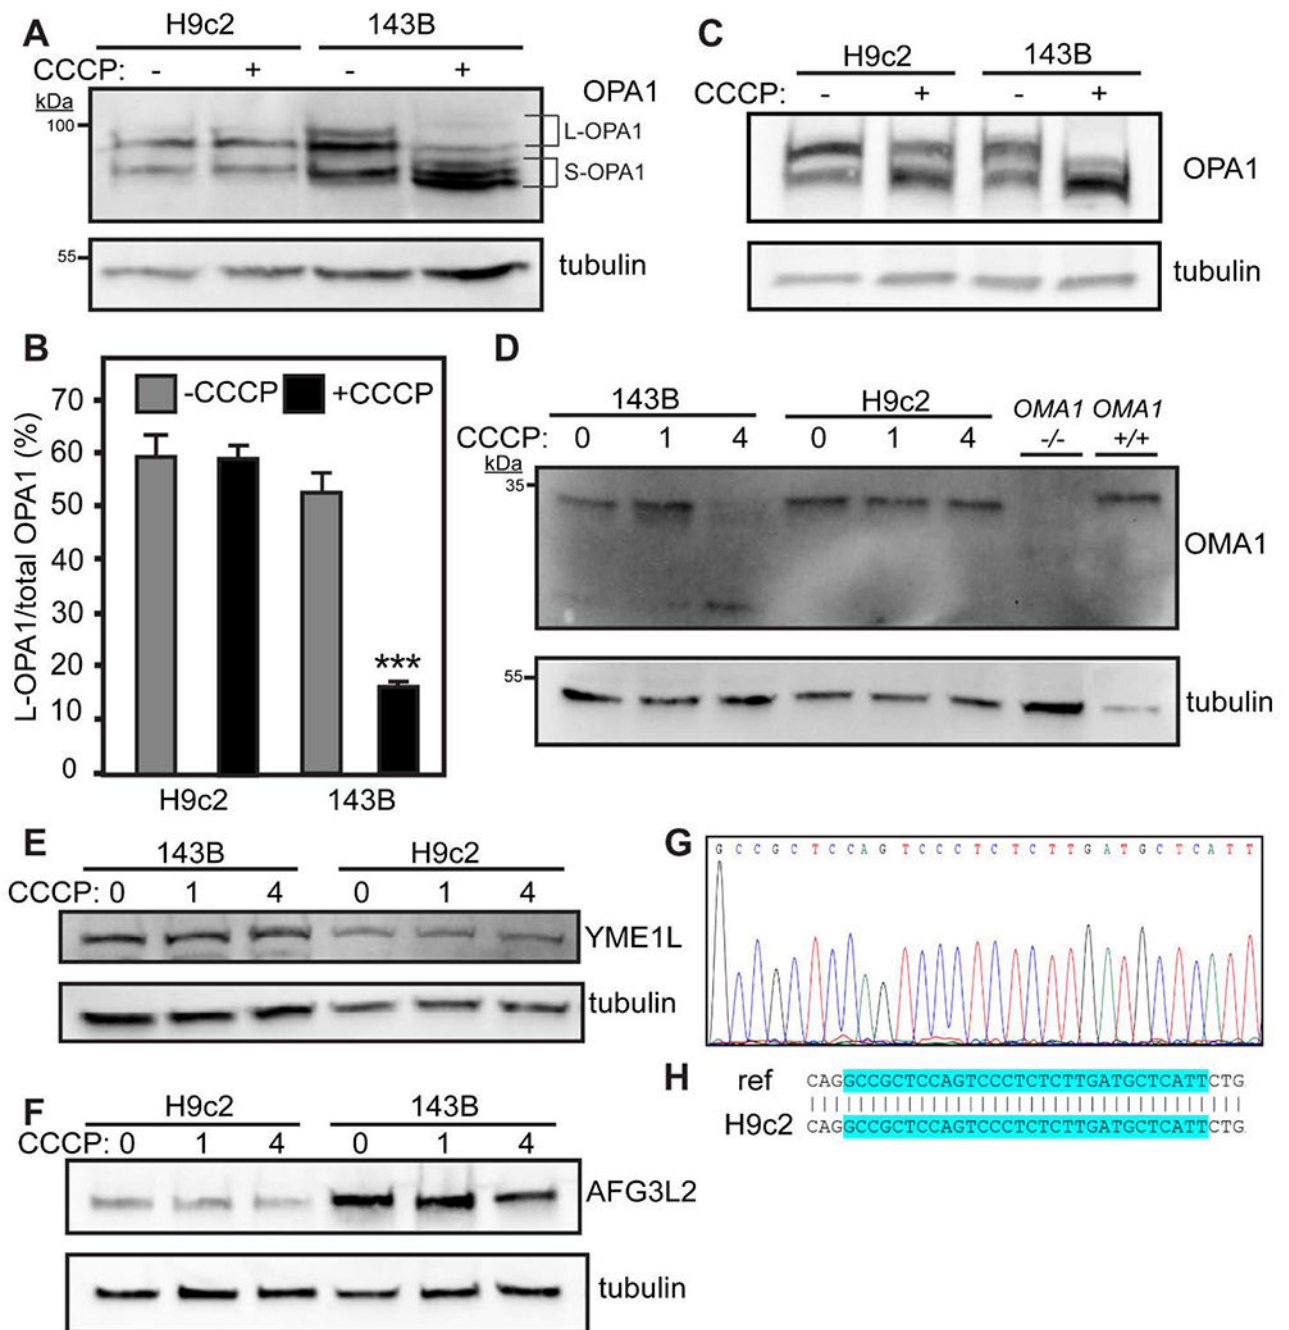 A
H9c2 143B
CCCP: - + - +
kDa
100
OPA1
L-OPA1
S-OPA1
55
tubulin
C
H9c2 143B
CCCP: - + - +
OPA1
tubulin
B
-CCCP +CCCP
L-OPA1/total OPA1 (%)
70
60
50
40
30
20
10
0
***
H9c2 143B
D
143B H9c2 OMA1 OMA1
CCCP: 0 1 4 0 1 4 -/- +/+
kDa
35
OMA1
55
tubulin
E
143B H9c2
CCCP: 0 1 4 0 1 4
YME1L
tubulin
F
H9c2 143B
CCCP: 0 1 4 0 1 4
AFG3L2
tubulin
G
G C C G C T C C A G T C C C T C T C T T G A T G C T C A T T
H
ref CAGGCCGCTCCAGTCCCTCTCTTGATGCTCATTCTG
H9c2 CAGGCCGCTCCAGTCCCTCTCTTGATGCTCATTCTG